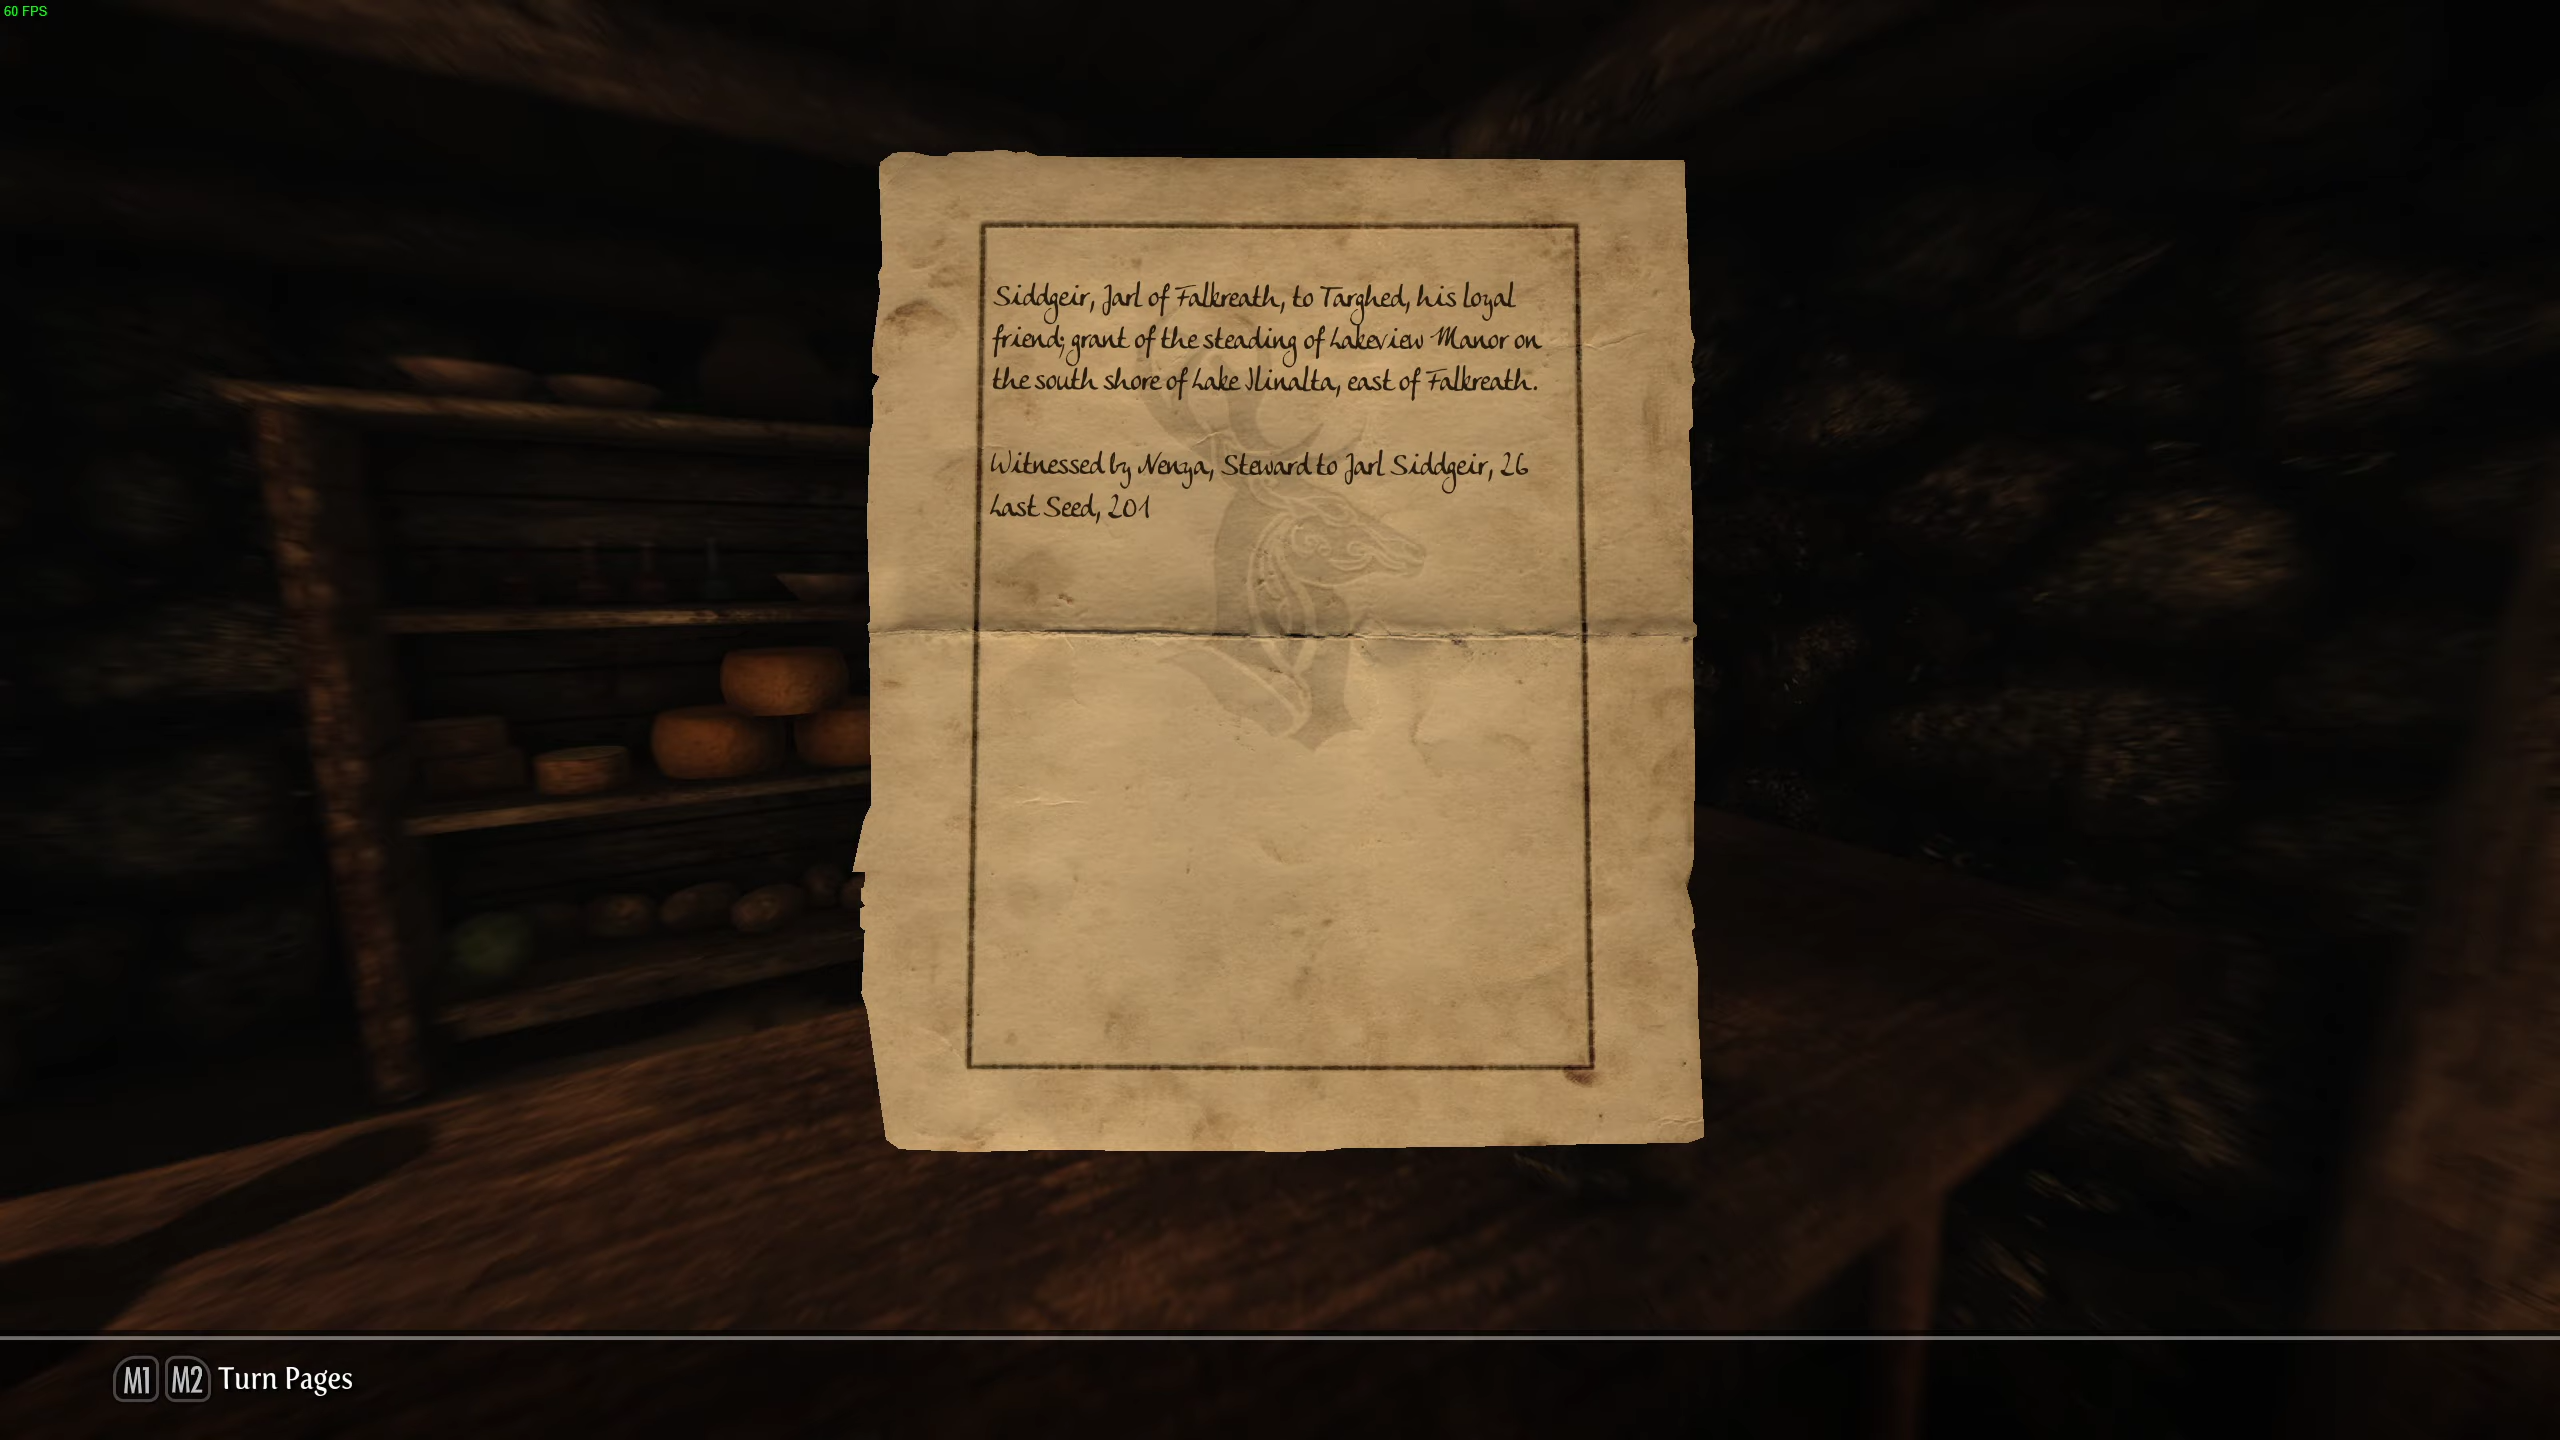 60 FPS
Siddgeir, Jarl of Falkreath, to Targhed, his loyal
friend; grant of the steading of Lakeview Manor on
the south shore of Lake Ilinalta, east of Falkreath.
Witnessed by Nenya, Steward to Jarl Siddgeir, 26
Last Seed, 201
M1 M2 Turn Pages